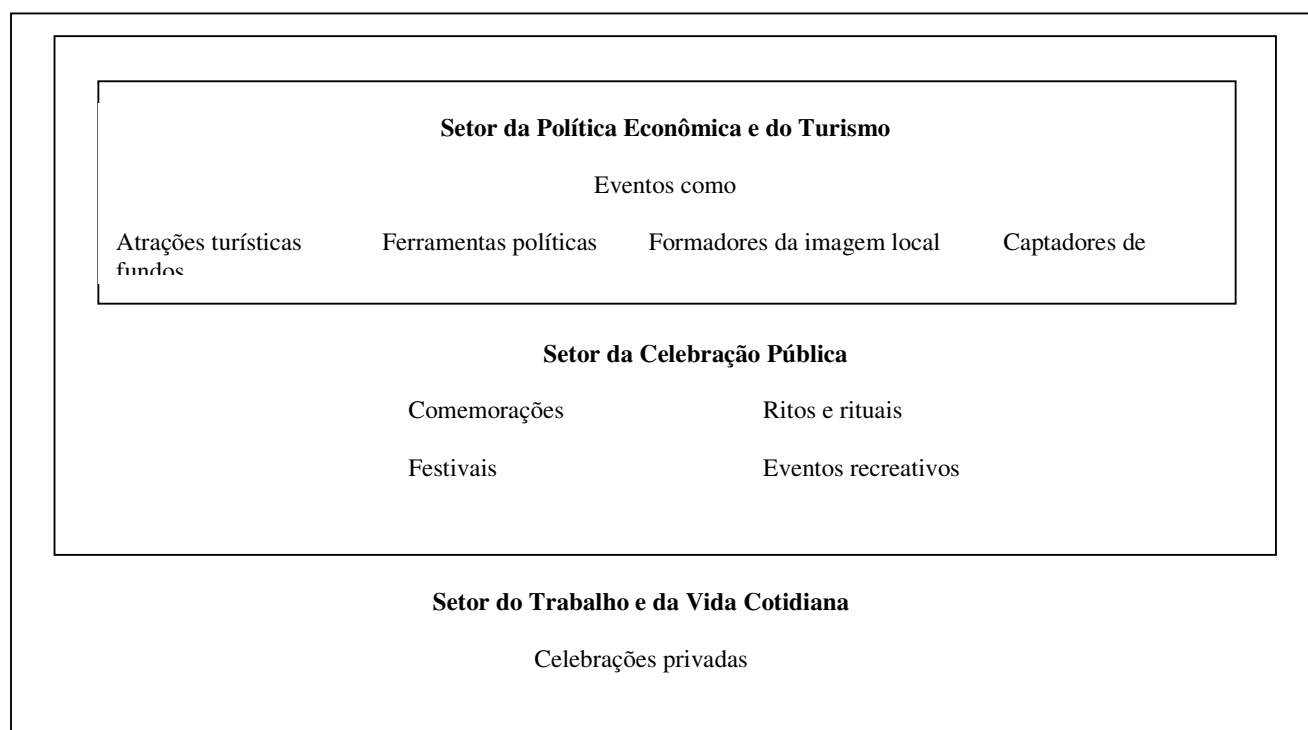 Setor da Política Econômica e do Turismo
Eventos como
Atrações turísticas Ferramentas políticas Formadores da imagem local Captadores de
fundos
Setor da Celebração Pública
Comemorações Ritos e rituais
Festivais Eventos recreativos
Setor do Trabalho e da Vida Cotidiana
Celebrações privadas